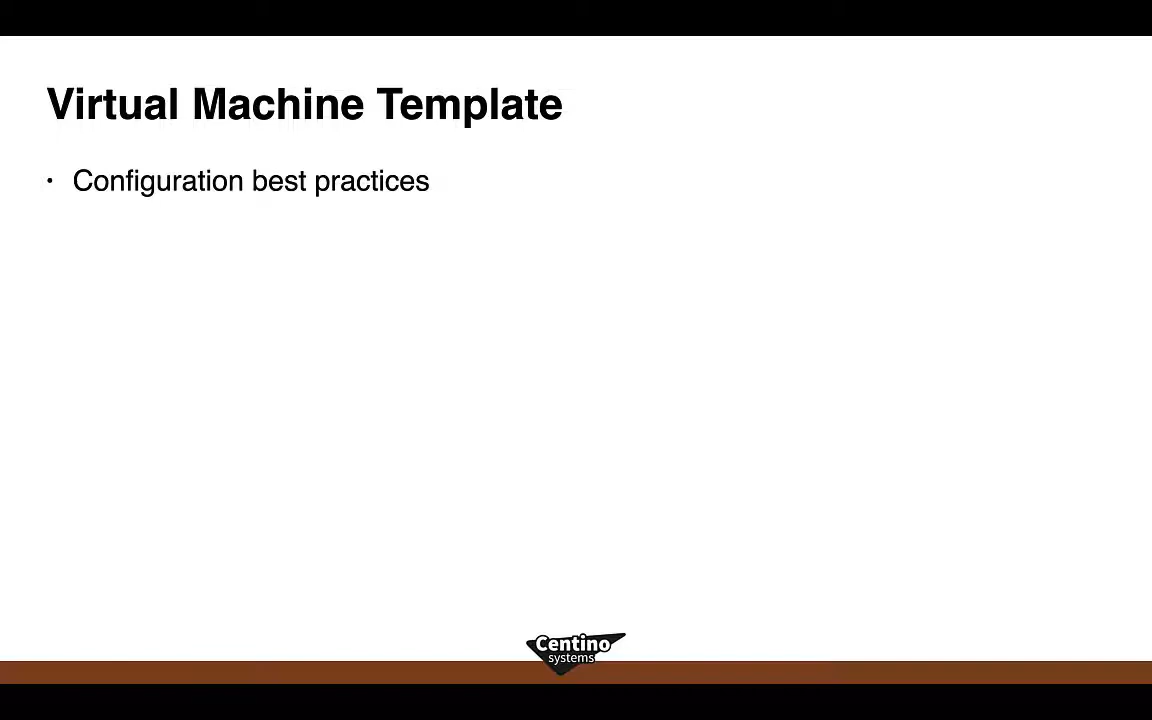 Virtual Machine Template
• Configuration best practices
Centino
systems